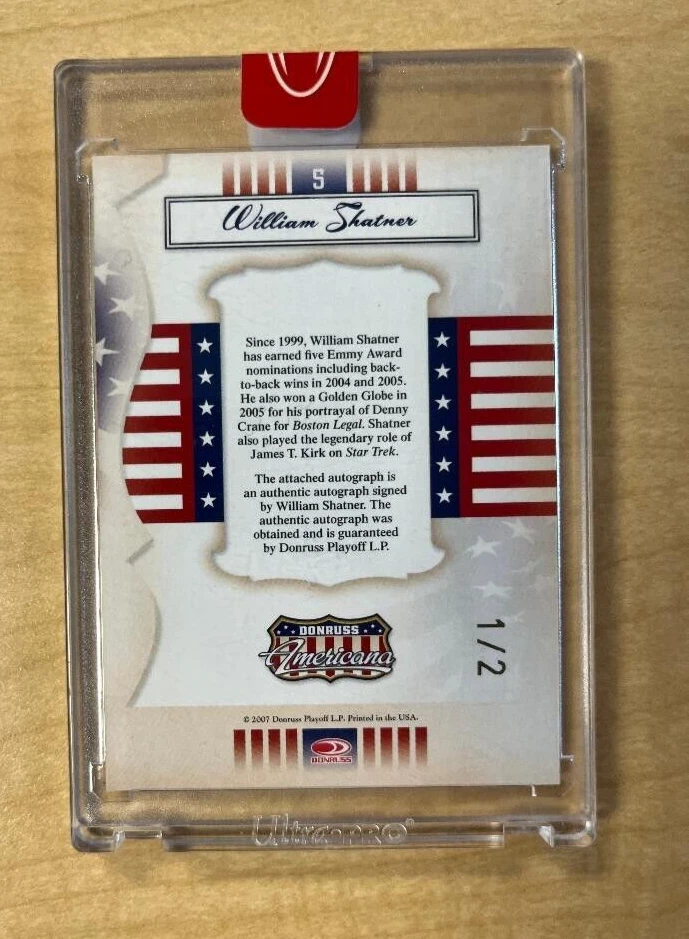 S
William Shatner
Since 1999, William Shatner
has earned five Emmy Award
nominations including back-
to-back wins in 2004 and 2005.
He also won a Golden Globe in
2005 for his portrayal of Denny
Crane for Boston Legal. Shatner
also played the legendary role of
James T. Kirk on Star Trek.
The attached autograph is
an authentic autograph signed
by William Shatner. The
authentic autograph was
obtained and is guaranteed
by Donruss Playoff L.P.
1/2
DONRUSS
Americana
© 2007 Donruss Playoff L.P. Printed in the USA.
DONRUSS
Ultra·PRO®